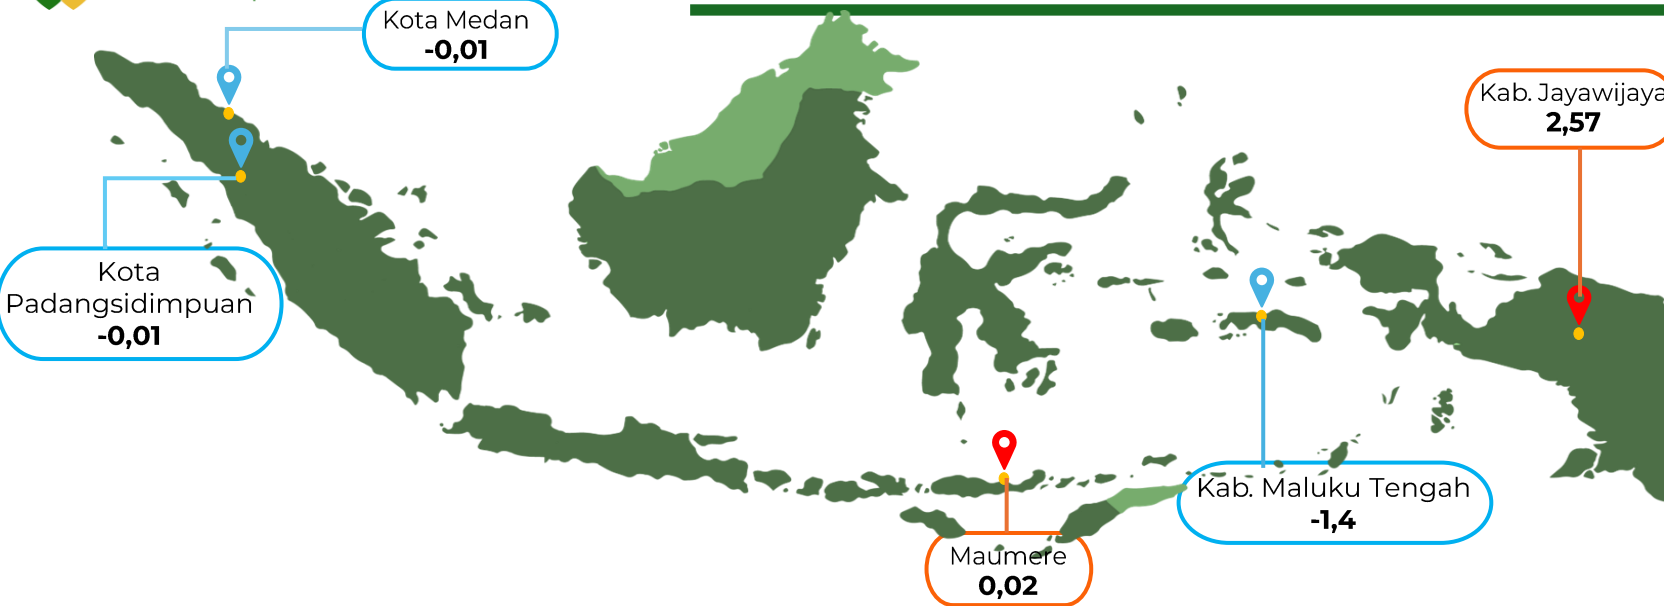 Kota Medan
-0,01
Kab. Jayawijaya
2,57
Kota
Padangsidimpuan
-0,01
Kab. Maluku Tengah
-1,4
Maumere
0,02